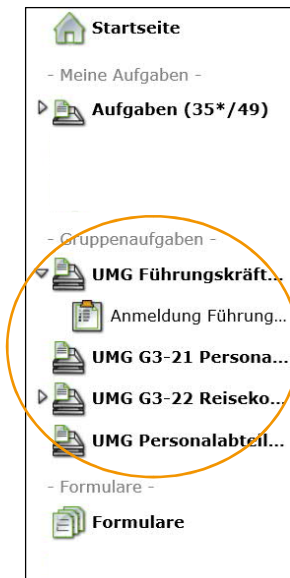 Startseite
- Meine Aufgaben -
Aufgaben (35*/49)
- Gruppenaufgaben -
UMG Führungskräft...
Anmeldung Führung...
UMG G3-21 Persona...
UMG G3-22 Reiseko...
UMG Personalabteil...
- Formulare -
Formulare